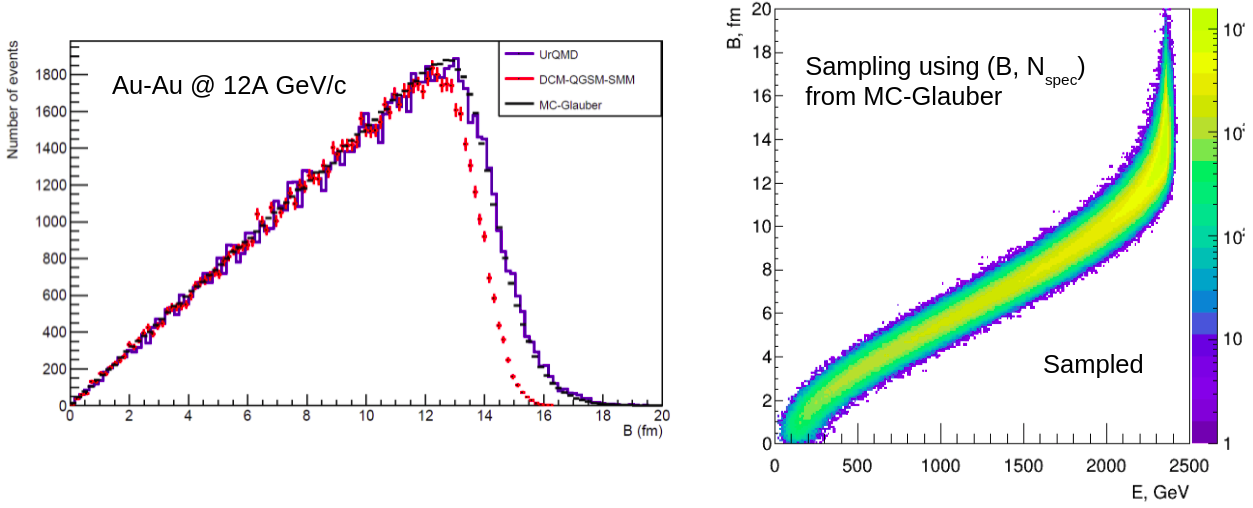 Number of events
1800
1600
1400
1200
1000
800
600
400
200
0
0 2 4 6 8 10 12 14 16 18 20
B (fm)
Au-Au @ 12A GeV/c
UrQMD
DCM-QGSM-SMM
MC-Glauber
B, fm
20
18
16
14
12
10
8
6
4
2
0
0 500 1000 1500 2000 2500
E, GeV
Sampling using (B, Nspec)
from MC-Glauber
Sampled
10⁴
10³
10²
10
1